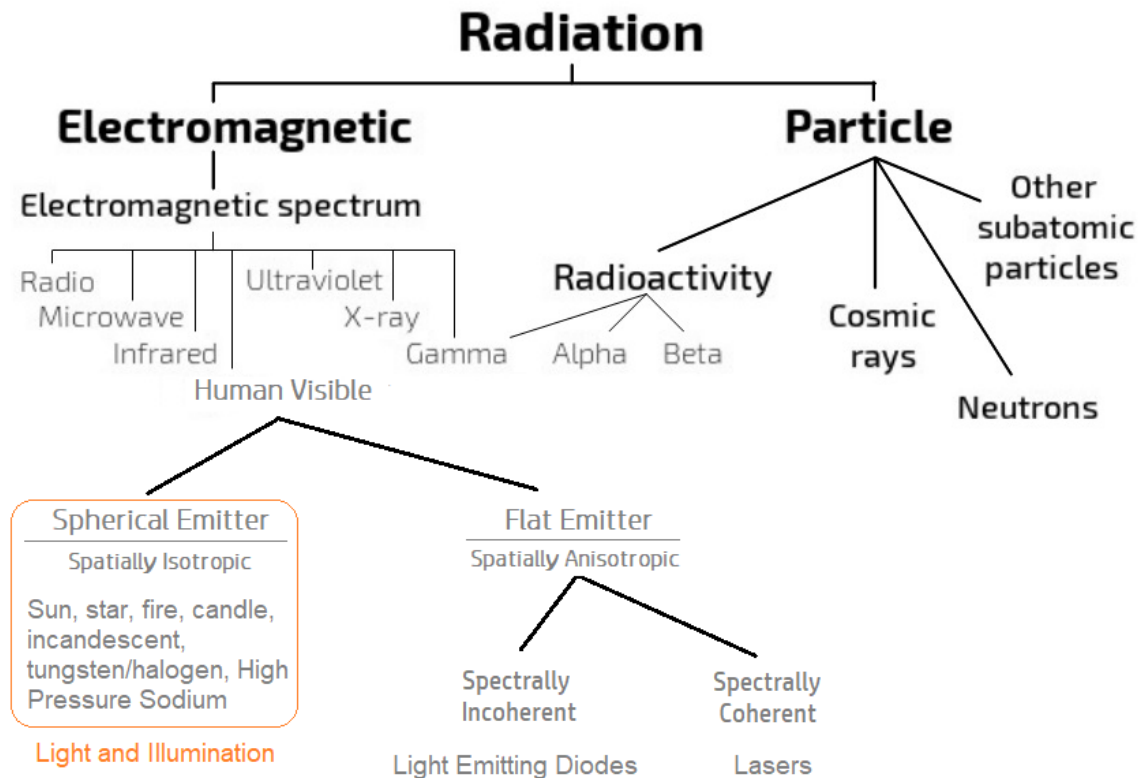 Radiation
Electromagnetic
Particle
Electromagnetic spectrum
Radio
Microwave
Infrared
Human Visible
Ultraviolet
X-ray
Gamma
Radioactivity
Alpha
Beta
Cosmic
rays
Neutrons
Other
subatomic
particles
Spherical Emitter
Spatially Isotropic
Sun, star, fire, candle,
incandescent,
tungsten/halogen, High
Pressure Sodium
Light and Illumination
Flat Emitter
Spatially Anisotropic
Spectrally
Incoherent
Light Emitting Diodes
Spectrally
Coherent
Lasers